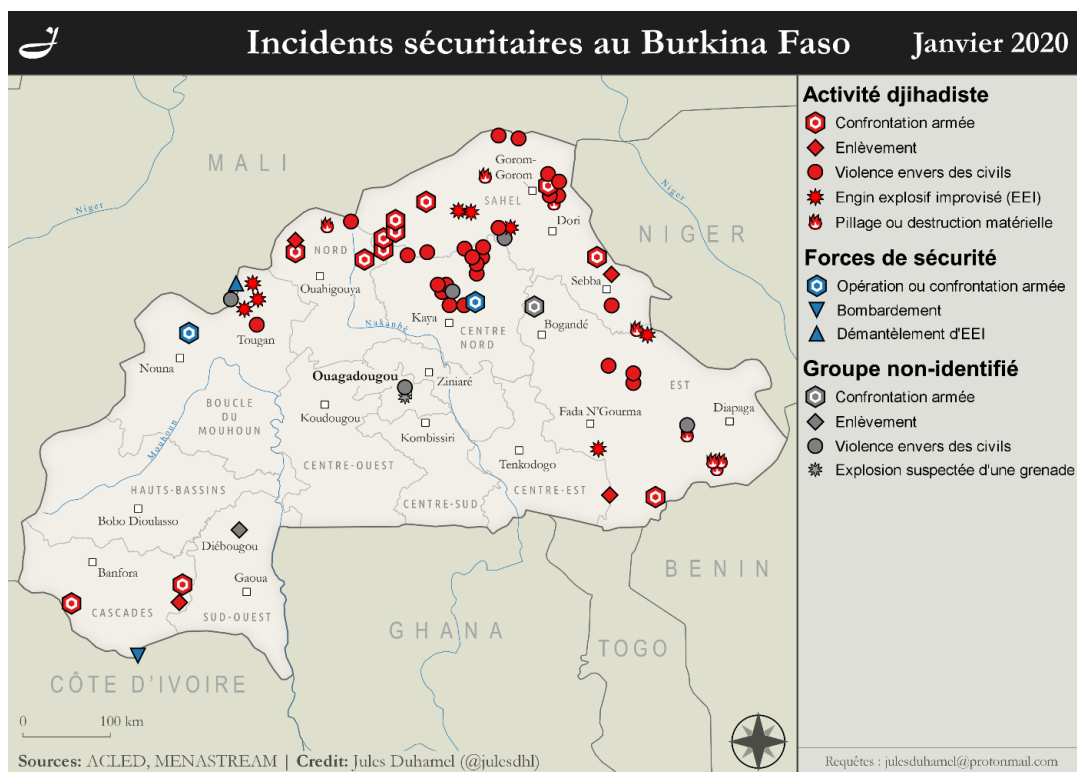 Incidents sécuritaires au Burkina Faso
Janvier 2020
Activité djihadiste
Confrontation armée
Enlèvement
Violence envers des civils
Engin explosif improvisé (EEI)
Pillage ou destruction matérielle
Forces de sécurité
Opération ou confrontation armée
Bombardement
Démantèlement d'EEI
Groupe non-identifié
Confrontation armée
Enlèvement
Violence envers des civils
Explosion suspectée d'une grenade
MALI
Niger
Gorom-
Gorom
SAHEL
Dori
Niger
NIGER
NORD
Ouahigouya
Sebba
Tougan
Kaya
Nakanbé
CENTRE
NORD
Bogandé
Nouna
Ouagadougou
Ziniaré
EST
BOUCLE
DU
MOUHOUN
Koudougou
Kombissiri
Fada N'Gourma
Diapaga
Mouhoun
CENTRE-OUEST
Tenkodogo
HAUTS-BASSINS
CENTRE-SUD
CENTRE-EST
Bobo Dioulasso
Diébougou
Banfora
Gaoua
CASCADES
SUD-OUEST
BENIN
GHANA
TOGO
CÔTE D'IVOIRE
0 100 km
Sources: ACLED, MENASTREAM | Credit: Jules Duhamel (@julesdhl)
Requêtes : julesduhamel@protonmail.com